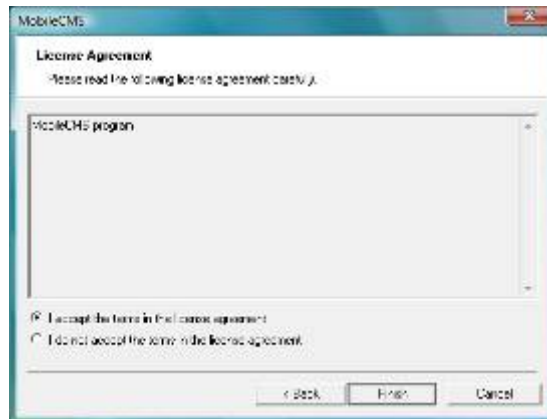 MobileCMS
License Agreement
Please read the following license agreement carefully.
MobileCMS program
I accept the terms in the license agreement
I do not accept the terms in the license agreement
< Back
Finish
Cancel